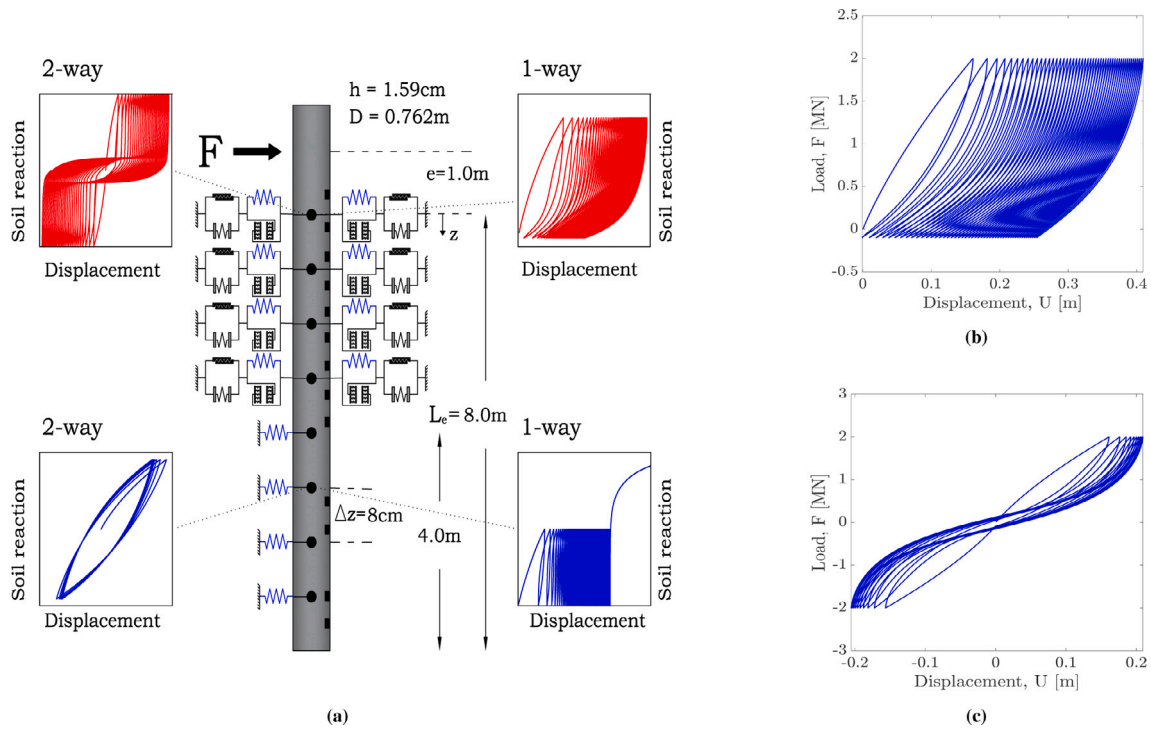 2-way
Soil reaction
Displacement
h = 1.59cm
D = 0.762m
F
e=1.0m
z
1-way
Soil reaction
Displacement
2-way
Soil reaction
Displacement
Lₑ= 8.0m
Δz=8cm
4.0m
1-way
Soil reaction
Displacement
(a)
2.5
2
1.5
1
0.5
0
-0.5
Load, F [MN]
0 0.1 0.2 0.3 0.4
Displacement, U [m]
(b)
3
2
1
0
-1
-2
-3
Load, F [MN]
-0.2 -0.1 0 0.1 0.2
Displacement, U [m]
(c)